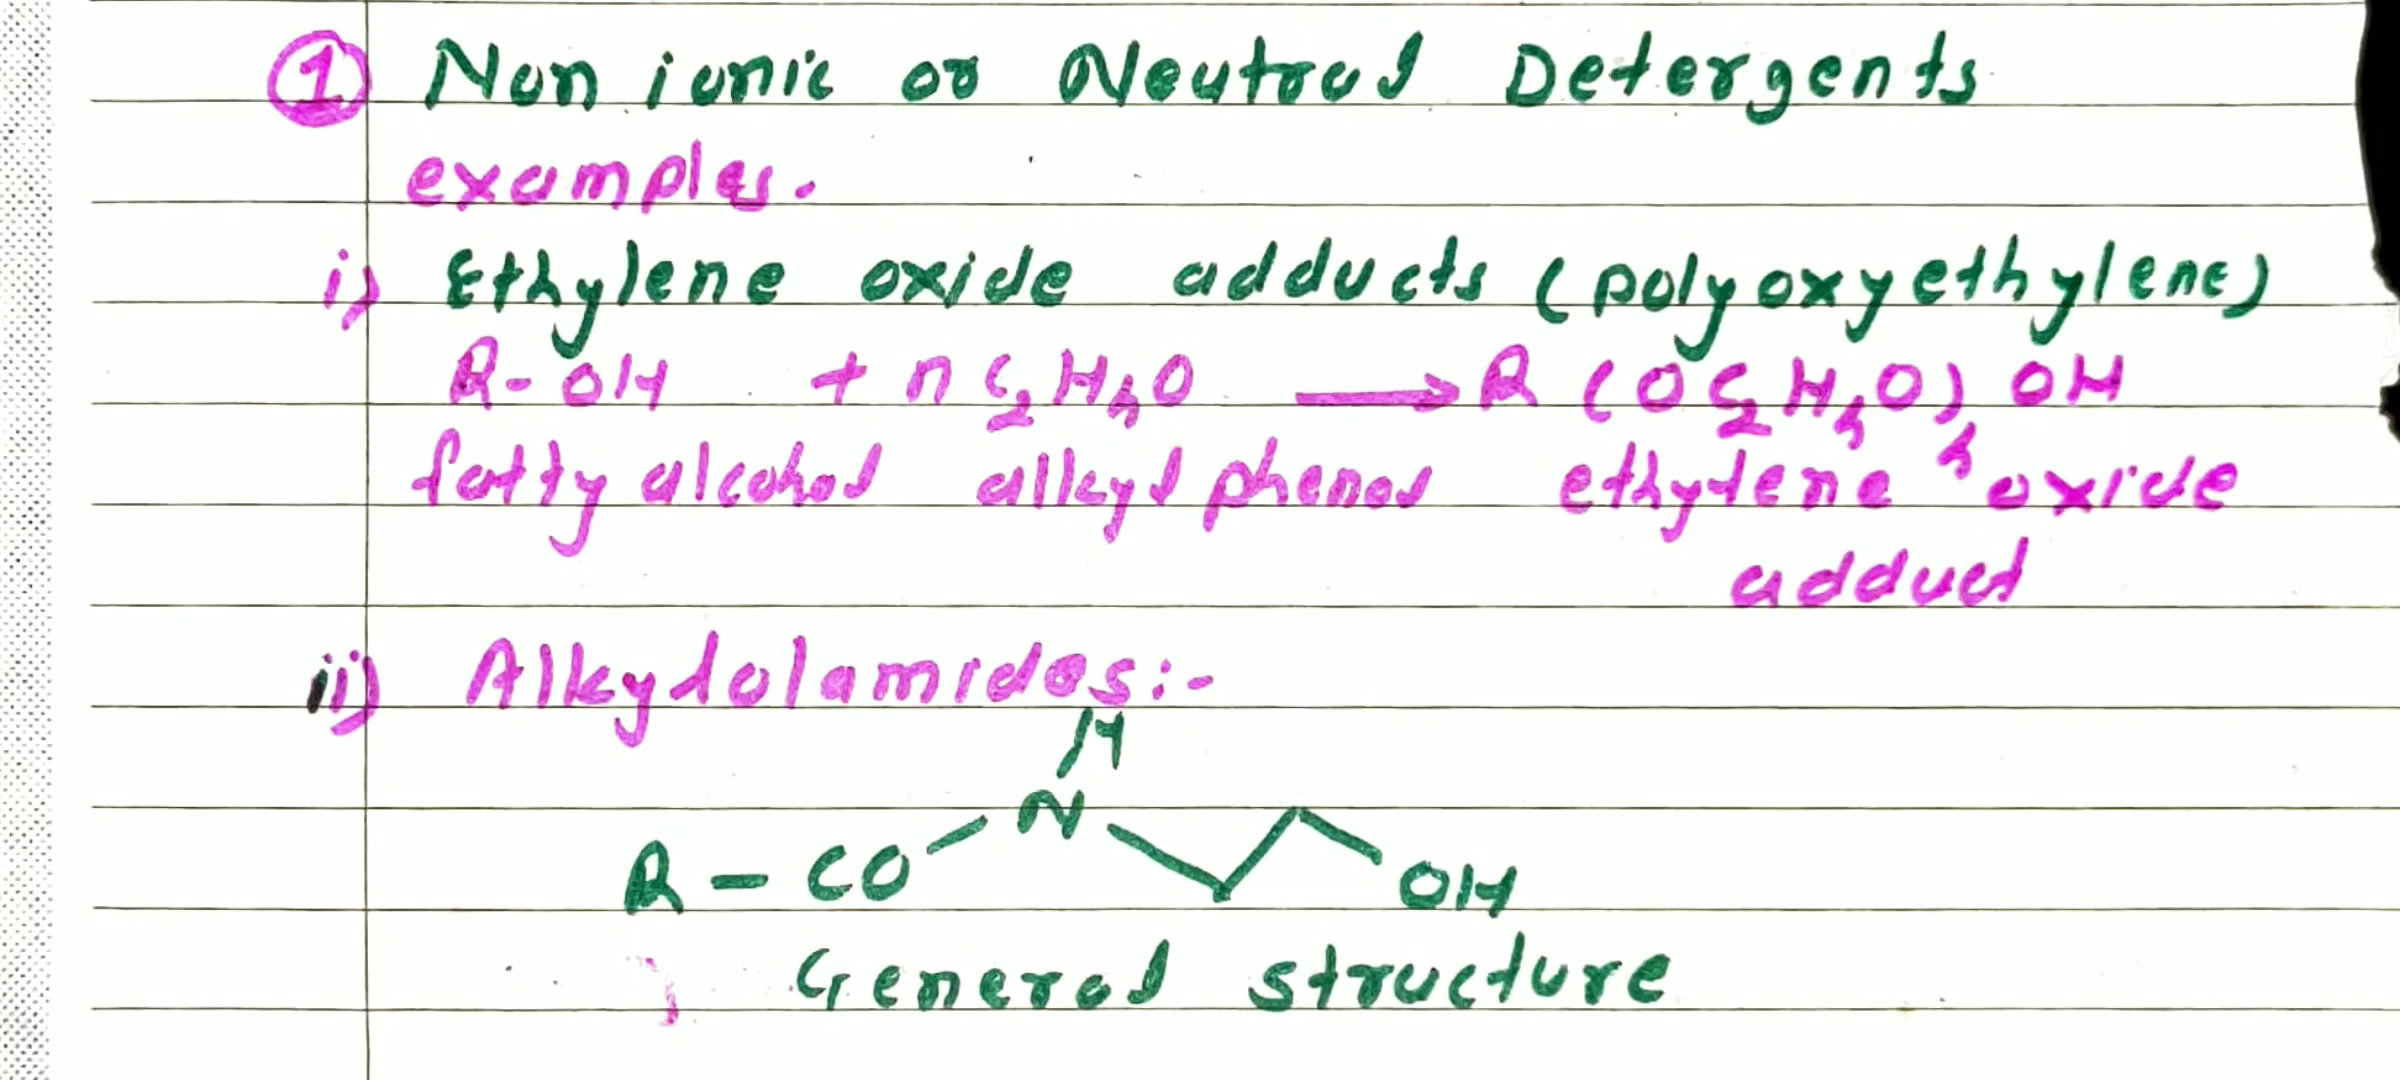 ① Non ionic or Neutral Detergents
examples.
i) Ethylene oxide adducts (polyoxyethylene)
R-OH + n C₂H₄O ⟶ R (OC₂H₄O)ₙ OH
fatty alcohol alkyl phenol ethylene oxide
adduct
ii) Alkylolamides:-
H
N
R - CO OH
General structure